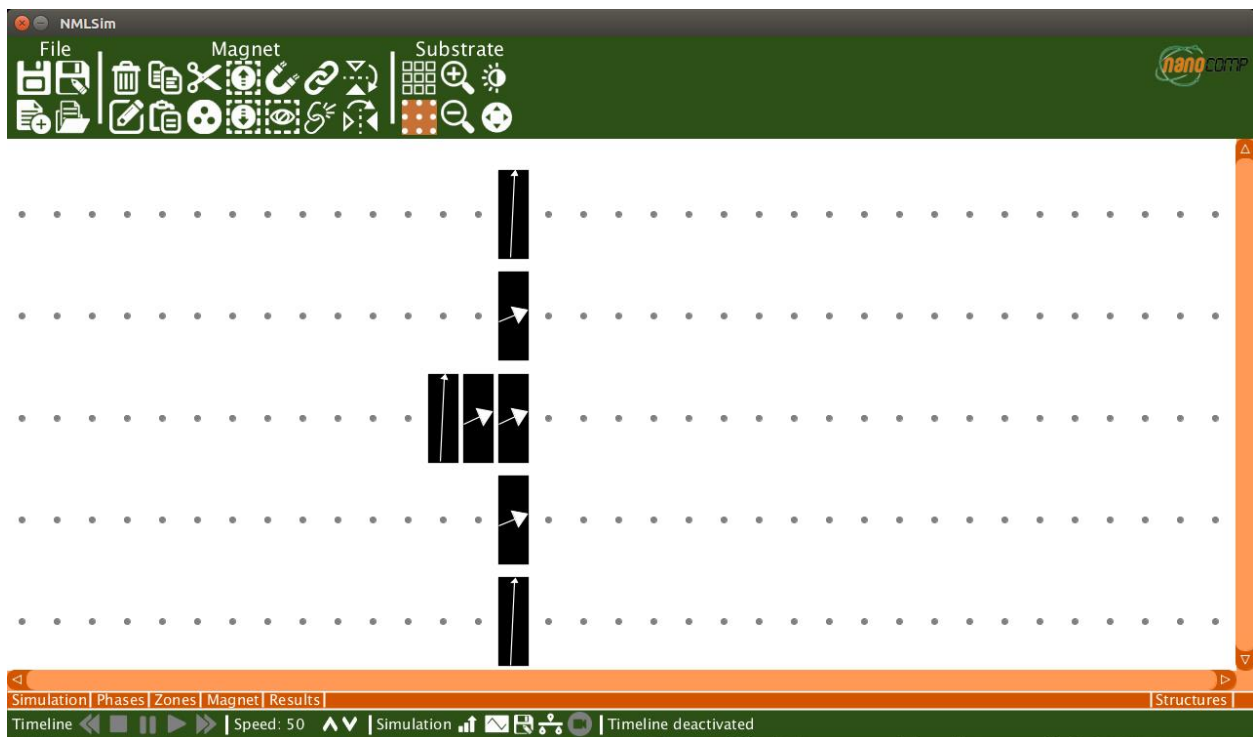 NMLSim
File Magnet Substrate
nanocomp
Simulation| Phases| Zones| Magnet| Results| |Structures|
Timeline |Speed: 50 |Simulation |Timeline deactivated